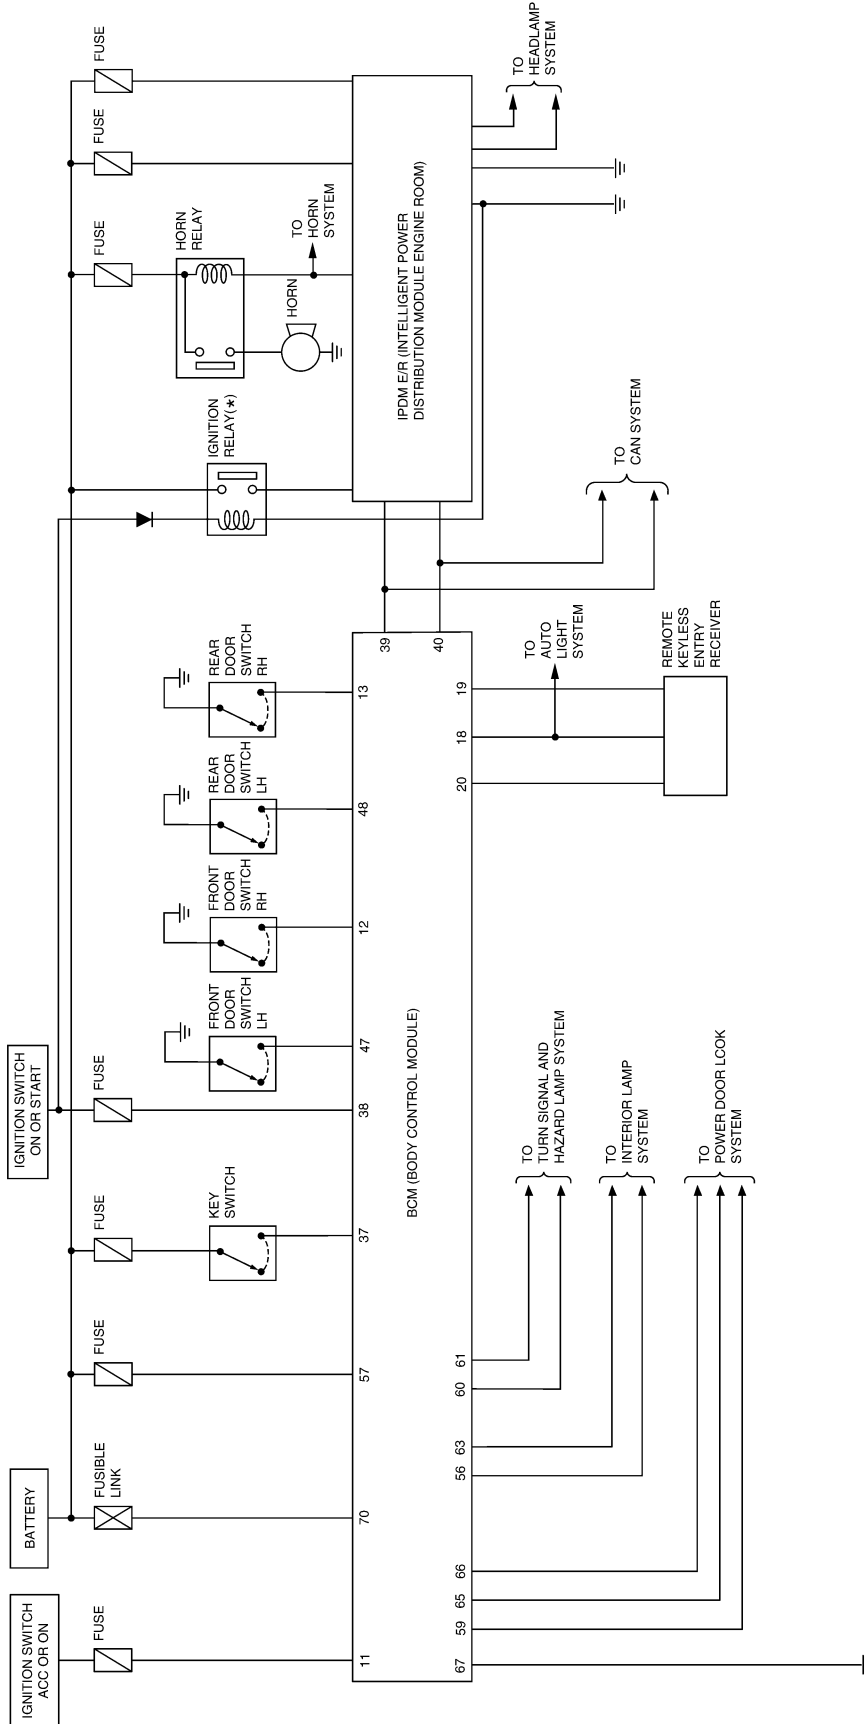 IGNITION SWITCH
ACC OR ON
BATTERY
IGNITION SWITCH
ON OR START
FUSE
FUSIBLE
LINK
FUSE
FUSE
FUSE
FUSE
FUSE
FUSE
KEY
SWITCH
FRONT
DOOR
SWITCH
LH
FRONT
DOOR
SWITCH
RH
REAR
DOOR
SWITCH
LH
REAR
DOOR
SWITCH
RH
IGNITION
RELAY(*)
HORN
RELAY
HORN
TO
HORN
SYSTEM
11
70
57
37
38
47
12
48
13
39
40
BCM (BODY CONTROL MODULE)
IPDM E/R (INTELLIGENT POWER
DISTRIBUTION MODULE ENGINE ROOM)
67
59
65
66
56
63
60
61
20
18
19
TO
TURN SIGNAL AND
HAZARD LAMP SYSTEM
TO
INTERIOR LAMP
SYSTEM
TO
POWER DOOR LCOK
SYSTEM
TO
AUTO
LIGHT
SYSTEM
REMOTE
KEYLESS
ENTRY
RECEIVER
TO
CAN SYSTEM
TO
HEADLAMP
SYSTEM